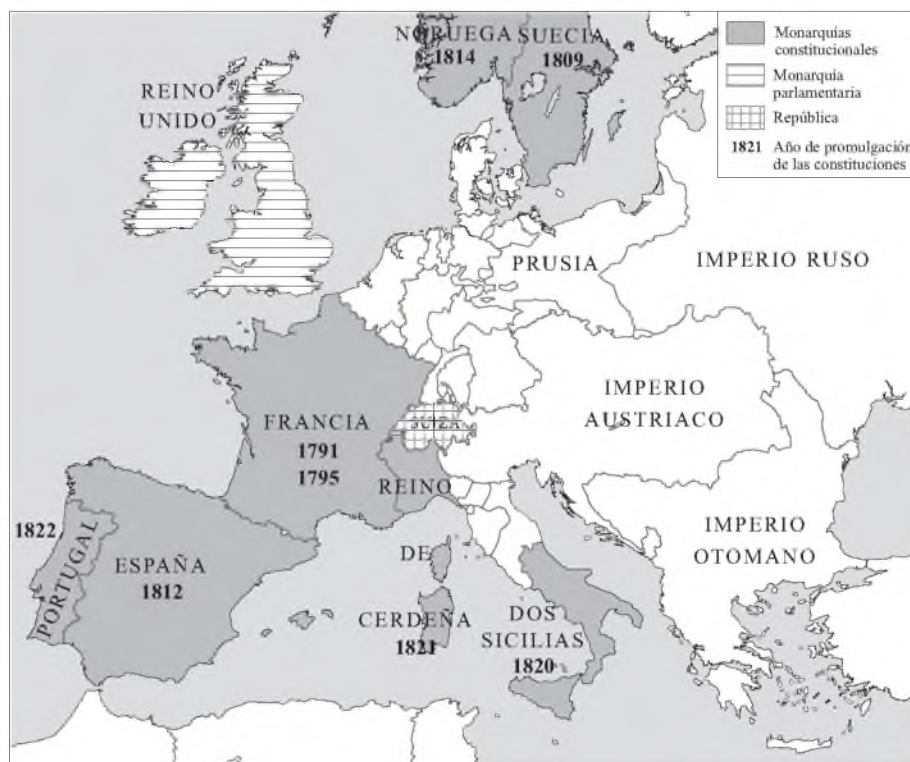 NORUEGA
1814
SUECIA
1809
REINO
UNIDO
Monarquías
constitucionales
Monarquía
parlamentaria
República
1821 Año de promulgación
de las constituciones
PRUSIA
IMPERIO RUSO
IMPERIO
AUSTRIACO
FRANCIA
1791
1795
SUIZA
REINO
DE
CERDEÑA
1821
1822
PORTUGAL
ESPAÑA
1812
DOS
SICILIAS
1820
IMPERIO
OTOMANO